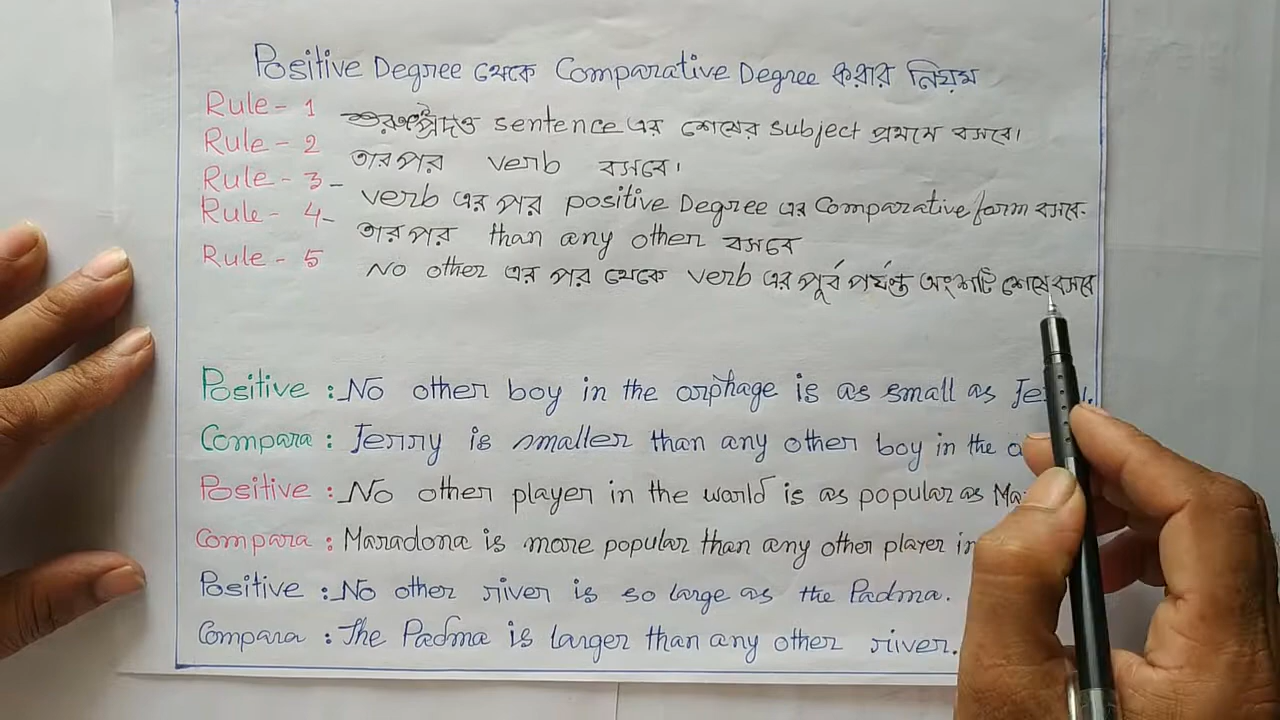 Positive Degree থেকে Comparative Degree করার নিয়ম
Rule - 1 প্রদত্ত sentence এর শেষের subject প্রথমে বসবে।
Rule - 2 তারপর verb বসবে।
Rule - 3 - verb এর পর positive Degree এর Comparative form বসবে.
Rule - 4 - তারপর than any other বসবে
Rule - 5 No other এর পর থেকে verb এর পূর্ব পর্যন্ত অংশটি শেষে বসবে
Positive : No other boy in the orphage is as small as
Compara : Jerry is smaller than any other boy in the
Positive : No other player in the world is as popular as
Compara : Maradona is more popular than any other player in
Positive : No other river is so large as the Padma.
Compara : The Padma is larger than any other river.